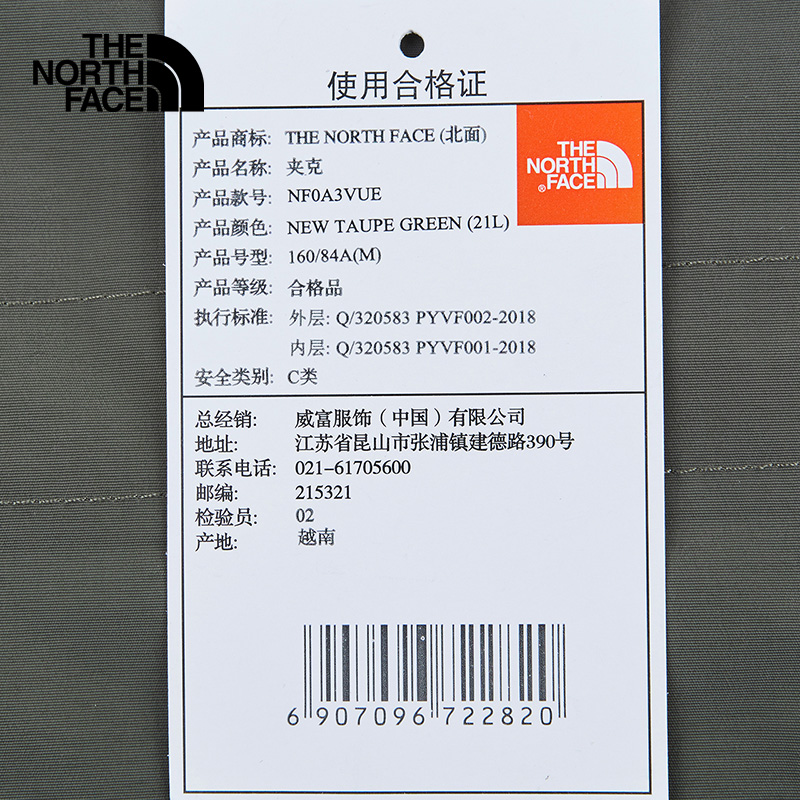 THE
NORTH
FACE
使用合格证
THE
NORTH
FACE
®
产品商标: THE NORTH FACE (北面)
产品名称: 夹克
产品款号: NF0A3VUE
产品颜色: NEW TAUPE GREEN (21L)
产品号型: 160/84A(M)
产品等级: 合格品
执行标准: 外层: Q/320583 PYVF002-2018
内层: Q/320583 PYVF001-2018
安全类别: C类
总经销: 威富服饰（中国）有限公司
地址: 江苏省昆山市张浦镇建德路390号
联系电话: 021-61705600
邮编: 215321
检验员: 02
产地: 越南
6 907096 722820